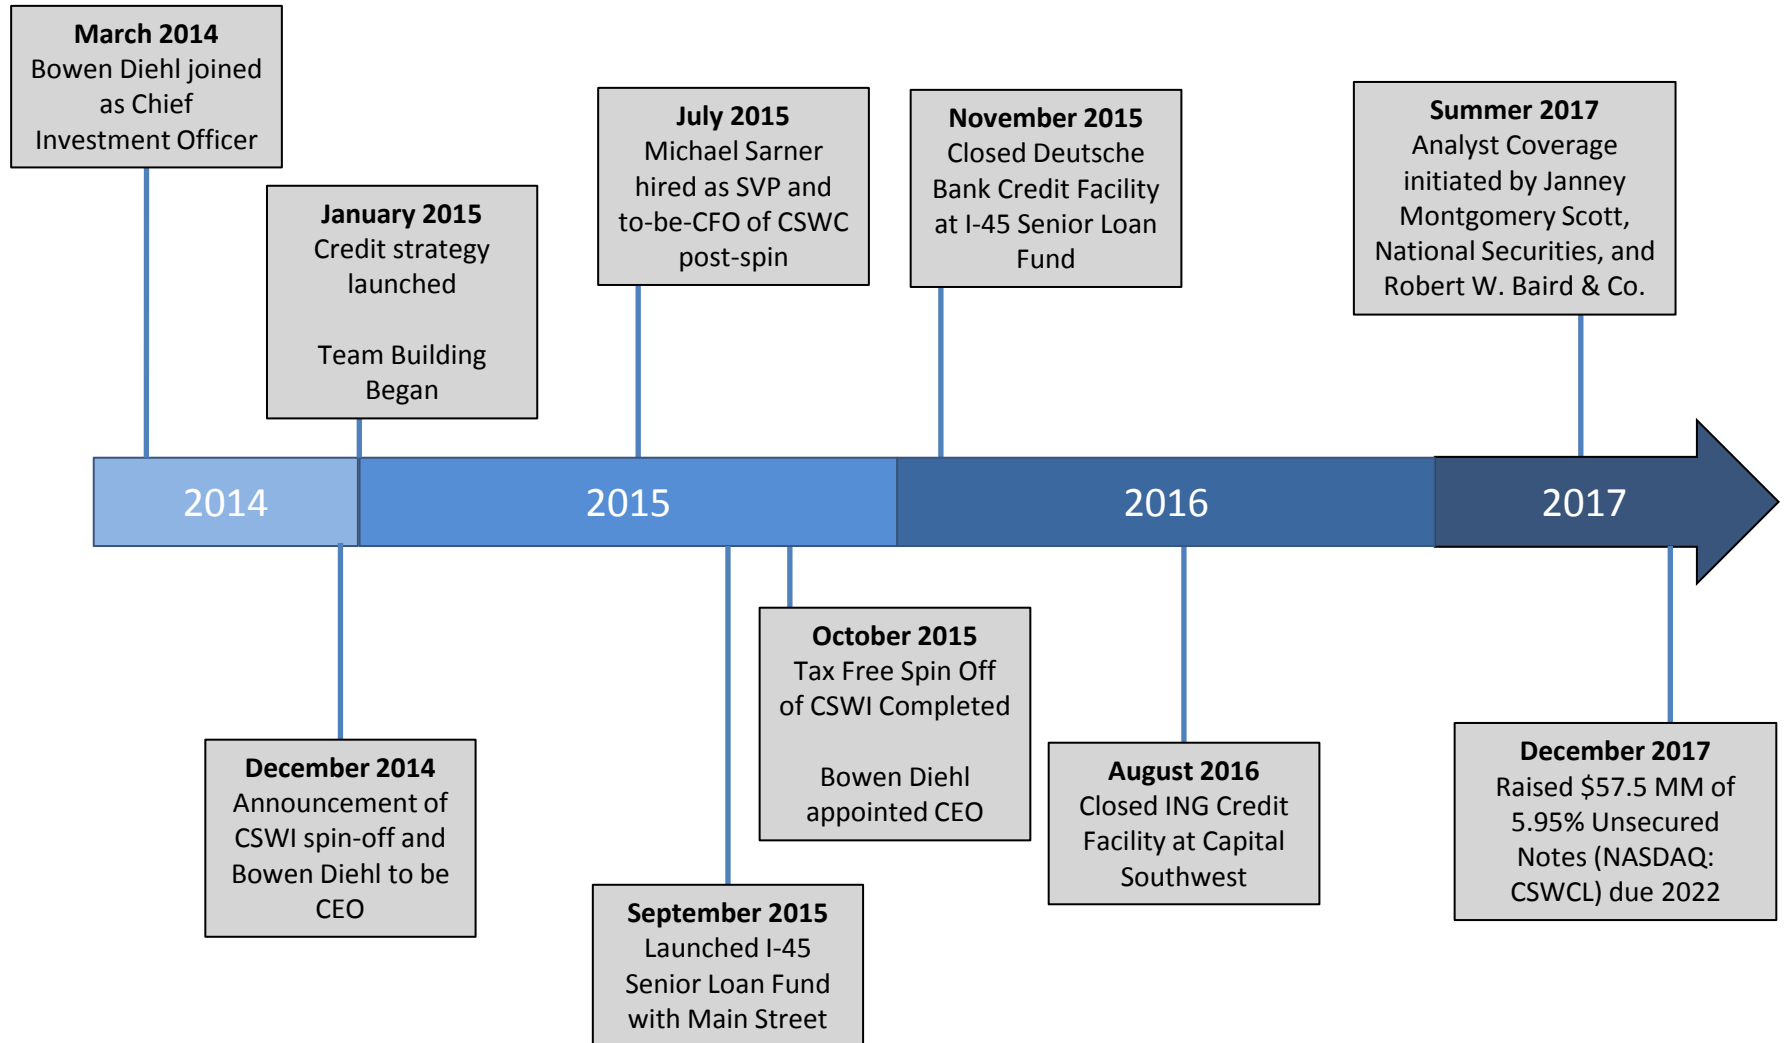 March 2014
Bowen Diehl joined
as Chief
Investment Officer
January 2015
Credit strategy
launched
Team Building
Began
July 2015
Michael Sarner
hired as SVP and
to-be-CFO of CSWC
post-spin
November 2015
Closed Deutsche
Bank Credit Facility
at I-45 Senior Loan
Fund
Summer 2017
Analyst Coverage
initiated by Janney
Montgomery Scott,
National Securities, and
Robert W. Baird & Co.
2014
2015
2016
2017
December 2014
Announcement of
CSWI spin-off and
Bowen Diehl to be
CEO
September 2015
Launched I-45
Senior Loan Fund
with Main Street
October 2015
Tax Free Spin Off
of CSWI Completed
Bowen Diehl
appointed CEO
August 2016
Closed ING Credit
Facility at Capital
Southwest
December 2017
Raised $57.5 MM of
5.95% Unsecured
Notes (NASDAQ:
CSWCL) due 2022